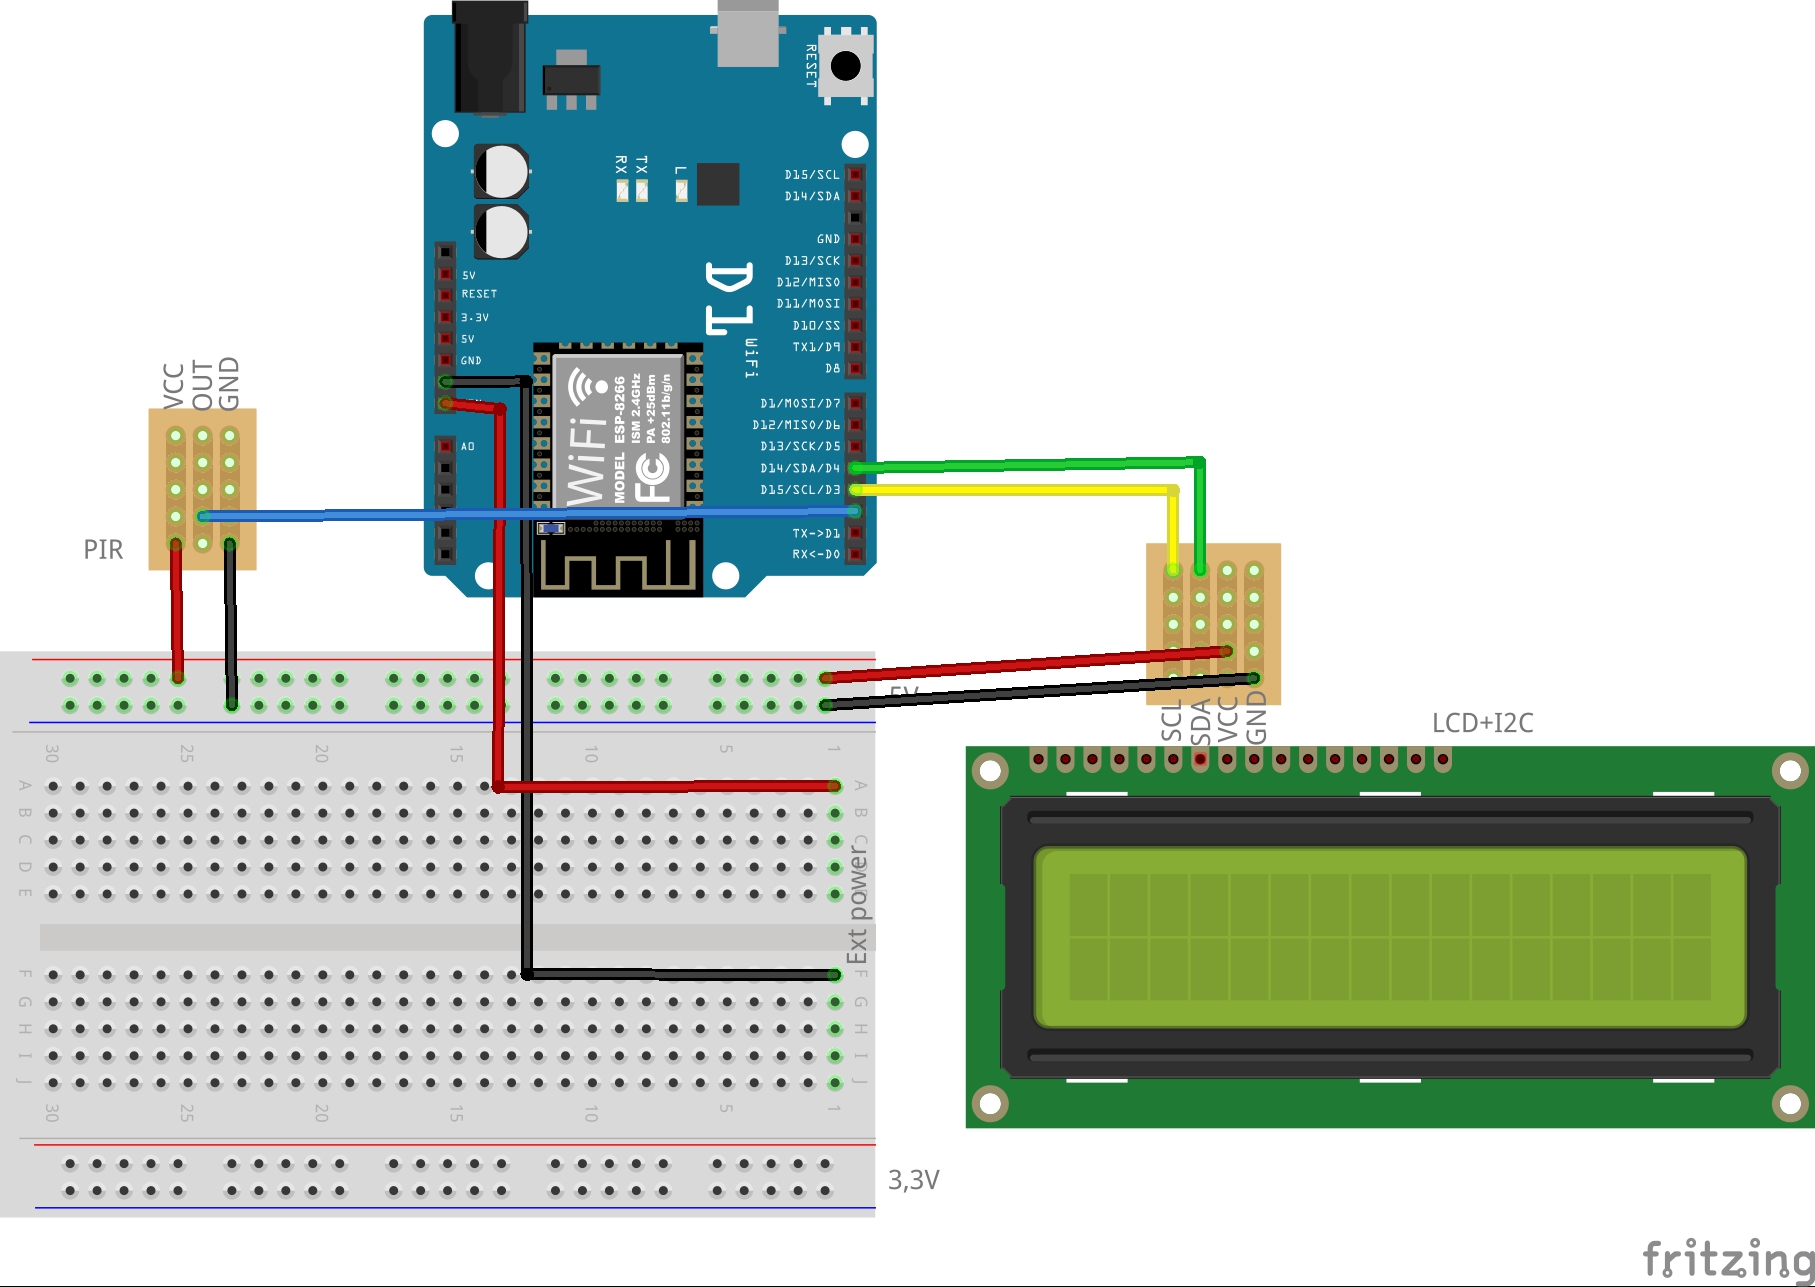 RESET
RX
TX
L
D15/SCL
D14/SDA
GND
D13/SCK
D12/MISO
D11/MOSI
D10/SS
TX1/D9
D8
D1/MOSI/D7
D12/MISO/D6
D13/SCK/D5
D14/SDA/D4
D15/SCL/D3
TX->D1
RX<-D0
5V
RESET
3.3V
5V
GND
A0
D1
WiFi
WiFi
MODEL ESP-8266
ISM 2.4GHz
PA +25dBm
802.11b/g/n
FC
VCC
OUT
GND
PIR
SCL
SDA
VCC
GND
LCD+I2C
5V
30 25 20 15 10 5 1
A A
B B
C C
D
E
Ext power
F F
G G
H H
I I
J J
30 25 20 15 10 5 1
3,3V
fritzing